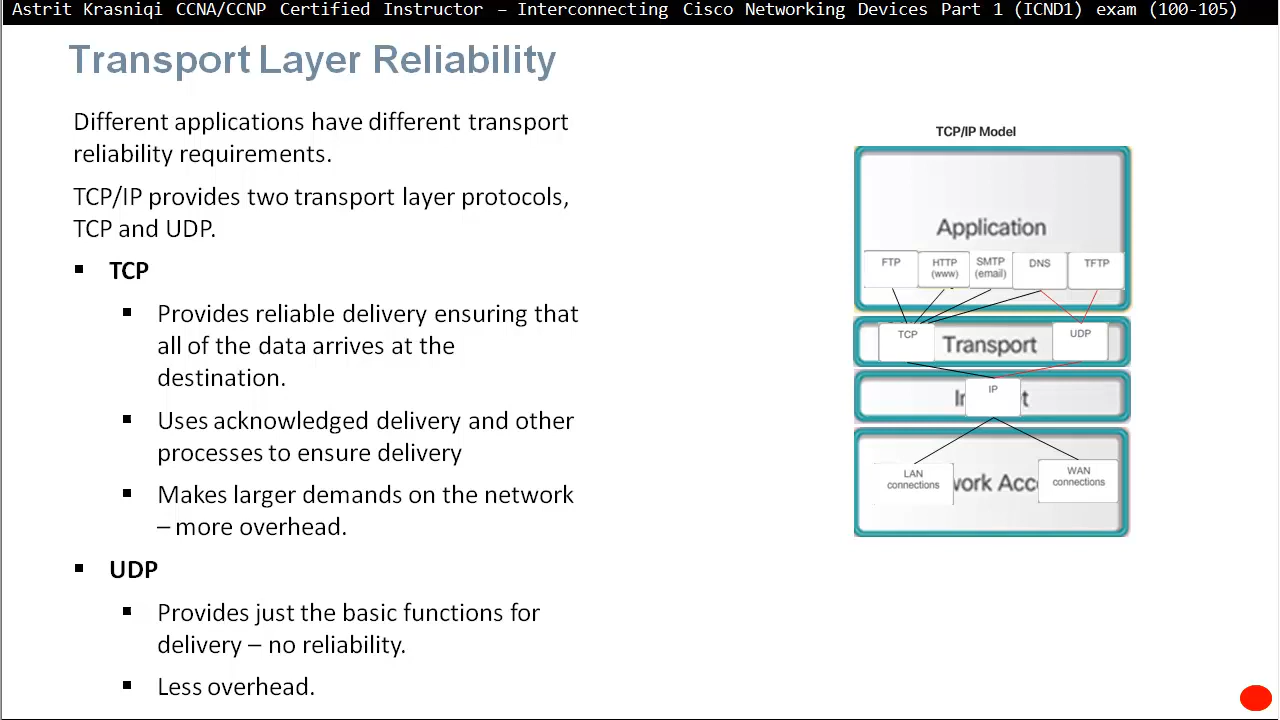 Astrit Krasniqi CCNA/CCNP Certified Instructor – Interconnecting Cisco Networking Devices Part 1 (ICND1) exam (100-105)
Transport Layer Reliability
Different applications have different transport
reliability requirements.
TCP/IP provides two transport layer protocols,
TCP and UDP.
▪ TCP
▪ Provides reliable delivery ensuring that
all of the data arrives at the
destination.
▪ Uses acknowledged delivery and other
processes to ensure delivery
▪ Makes larger demands on the network
– more overhead.
▪ UDP
▪ Provides just the basic functions for
delivery – no reliability.
▪ Less overhead.
TCP/IP Model
Application
FTP
HTTP
(www)
SMTP
(email)
DNS
TFTP
TCP
Transport
UDP
IP
LAN
connections
WAN
connections